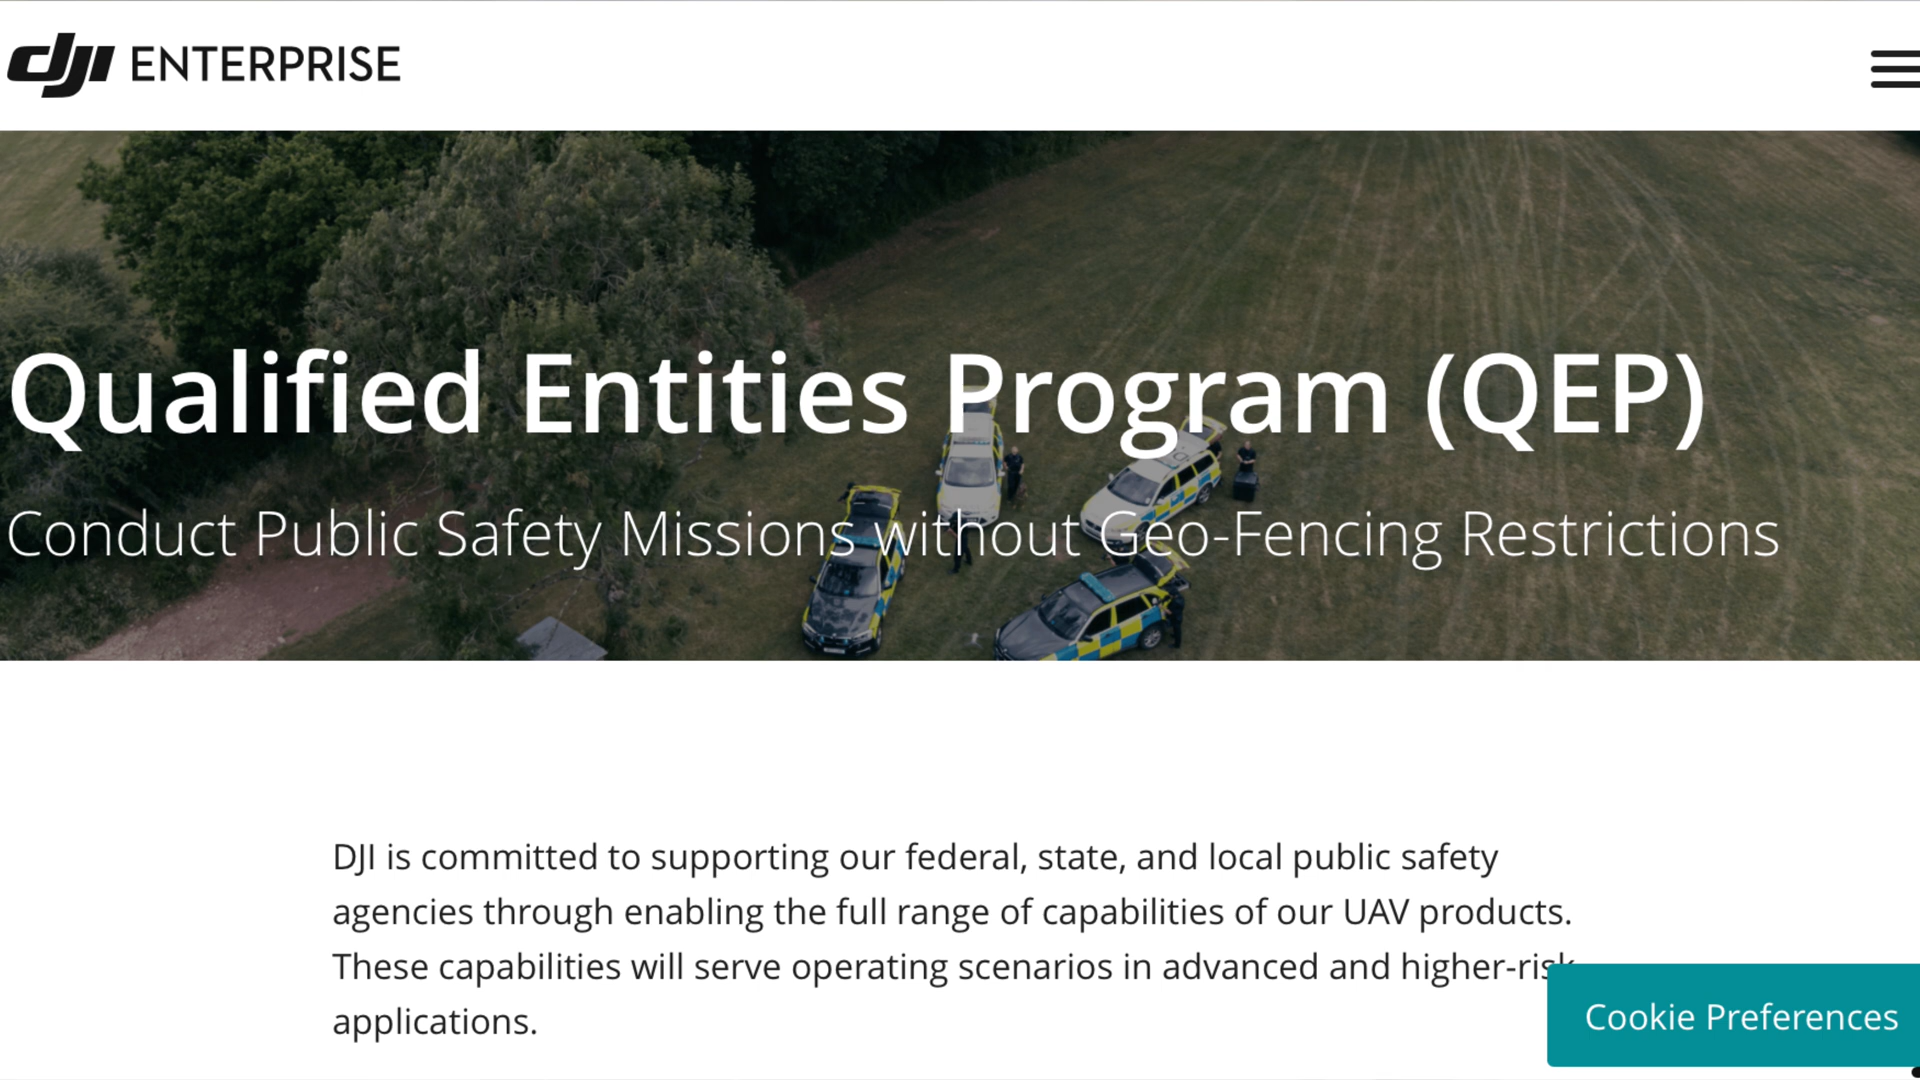 dji ENTERPRISE
Qualified Entities Program (QEP)
Conduct Public Safety Missions without Geo-Fencing Restrictions
DJI is committed to supporting our federal, state, and local public safety
agencies through enabling the full range of capabilities of our UAV products.
These capabilities will serve operating scenarios in advanced and higher-risk
applications.
Cookie Preferences